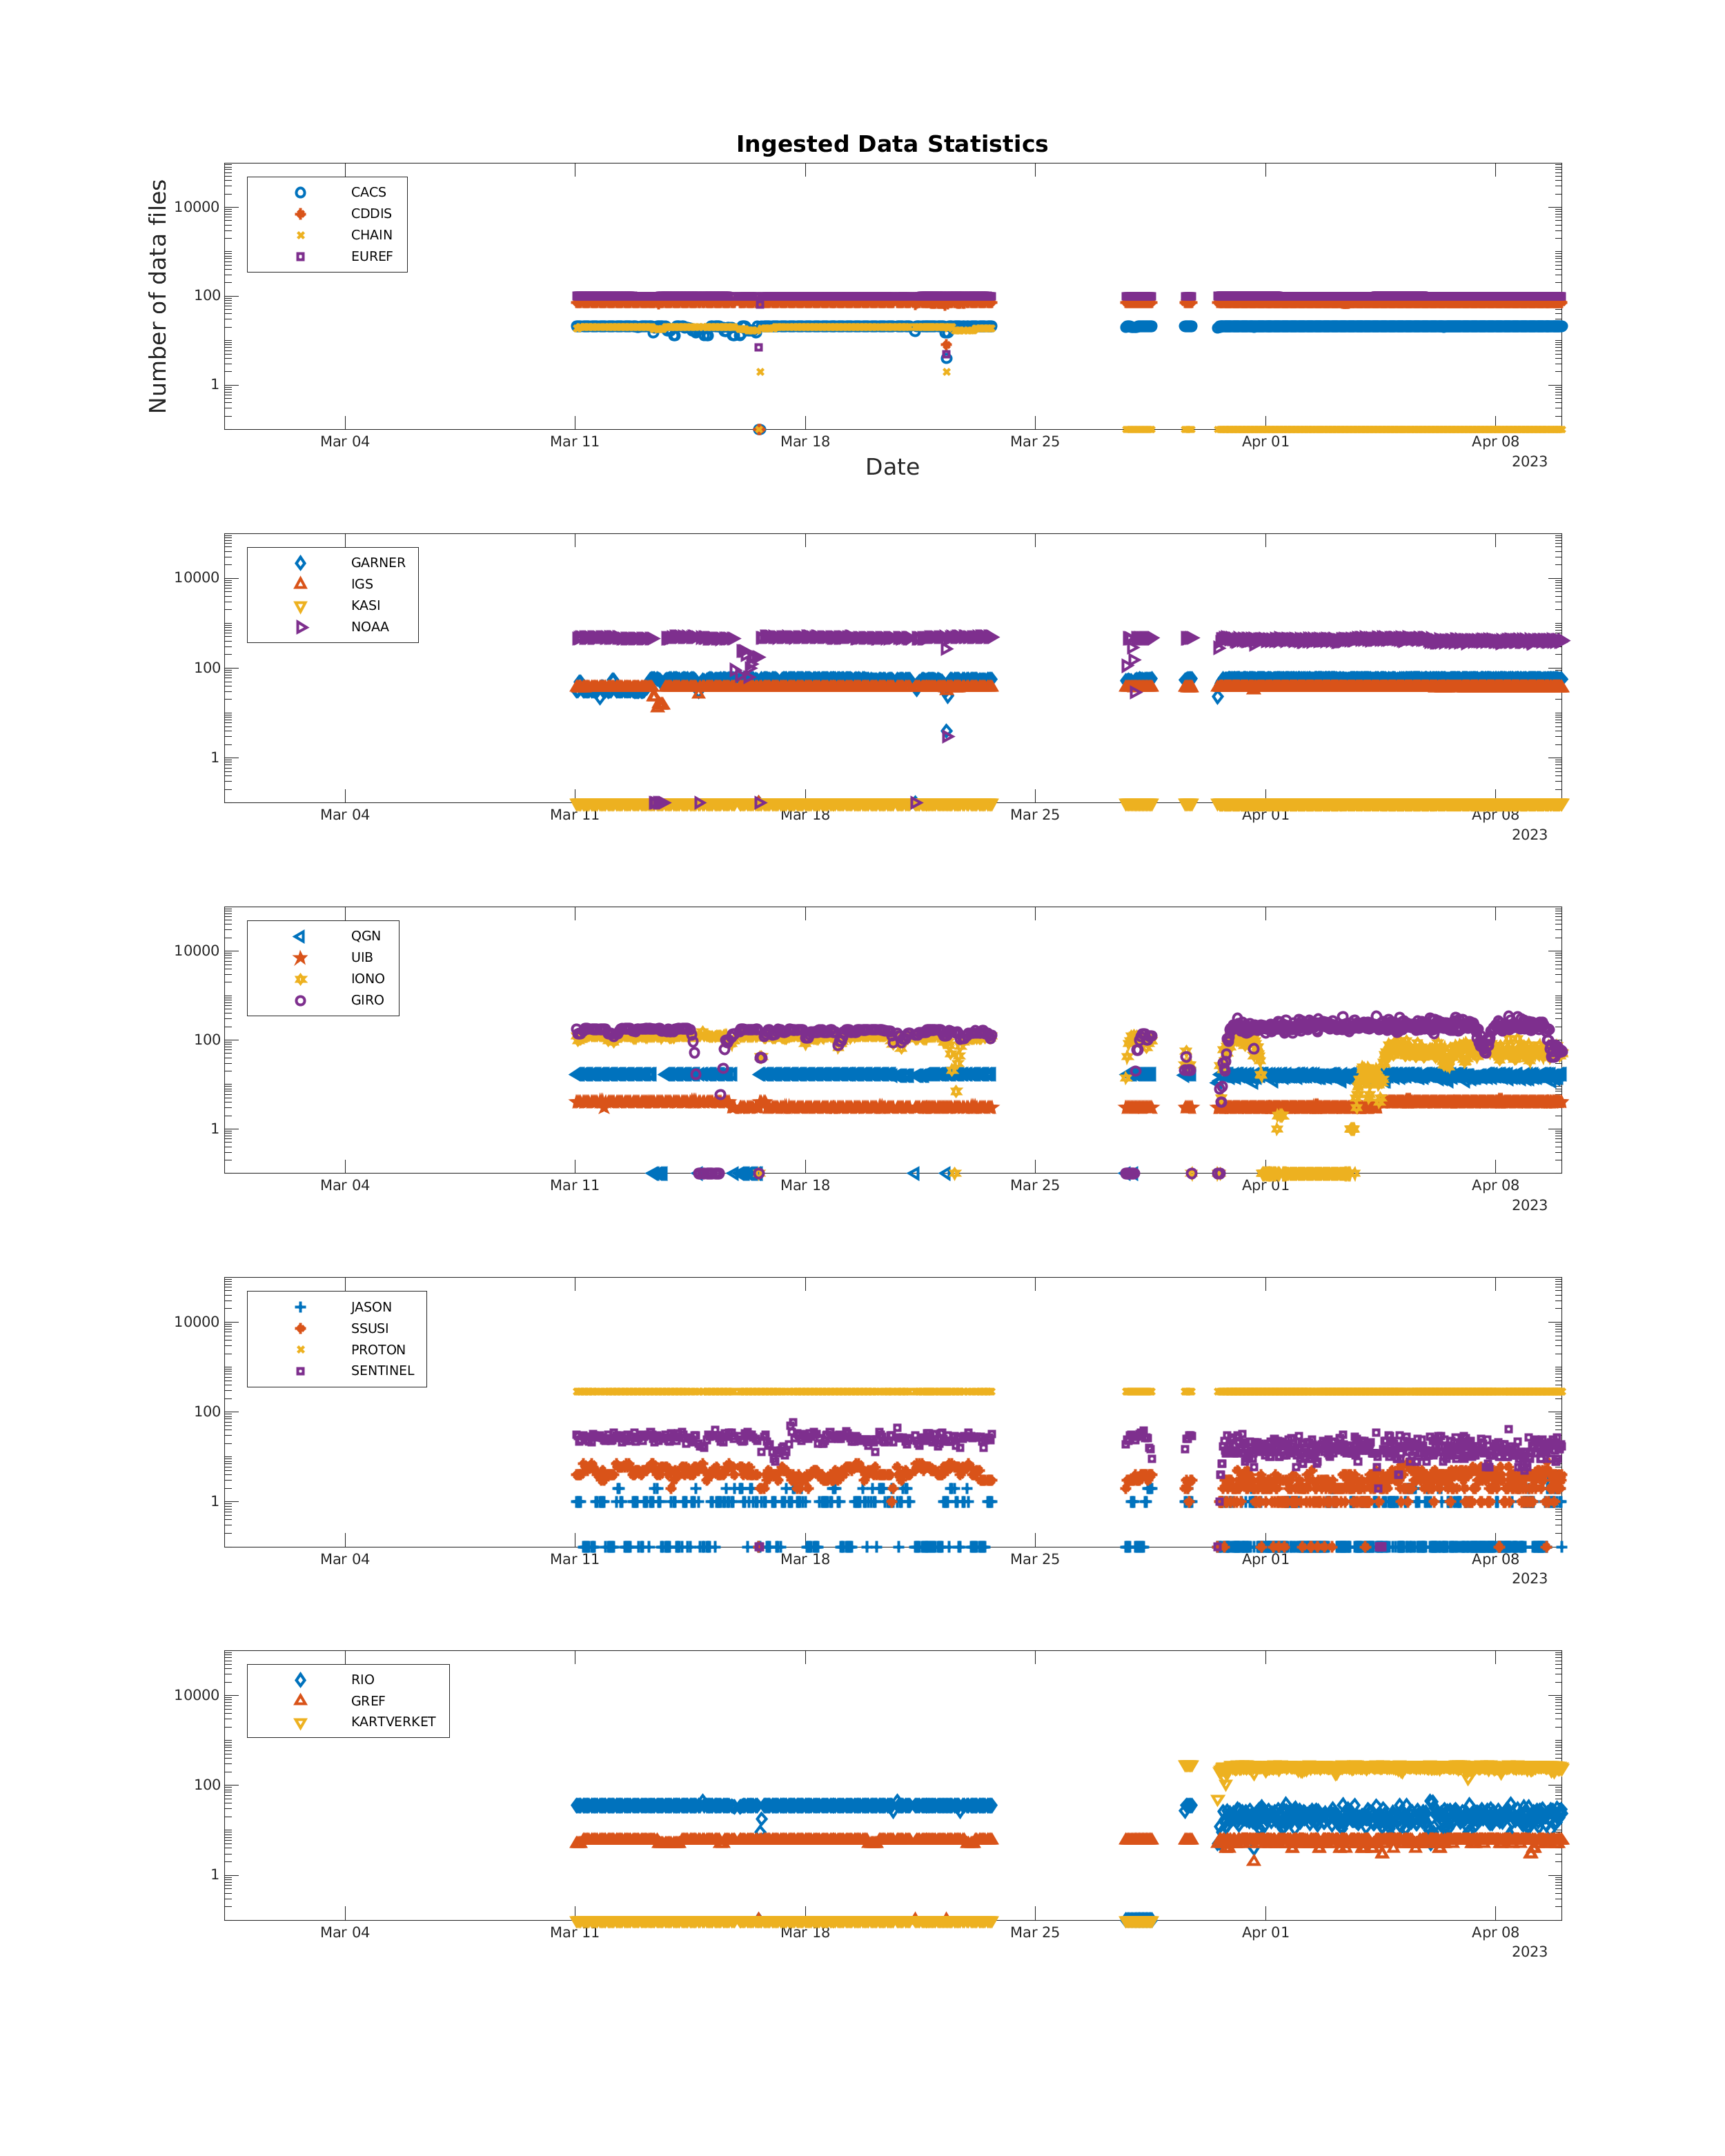 Ingested Data Statistics
Number of data files
10000
100
1
CACS
CDDIS
CHAIN
EUREF
Mar 04 Mar 11 Mar 18 Mar 25 Apr 01 Apr 08
2023
Date
10000
100
1
GARNER
IGS
KASI
NOAA
Mar 04 Mar 11 Mar 18 Mar 25 Apr 01 Apr 08
2023
10000
100
1
QGN
UIB
IONO
GIRO
Mar 04 Mar 11 Mar 18 Mar 25 Apr 01 Apr 08
2023
10000
100
1
JASON
SSUSI
PROTON
SENTINEL
Mar 04 Mar 11 Mar 18 Mar 25 Apr 01 Apr 08
2023
10000
100
1
RIO
GREF
KARTVERKET
Mar 04 Mar 11 Mar 18 Mar 25 Apr 01 Apr 08
2023